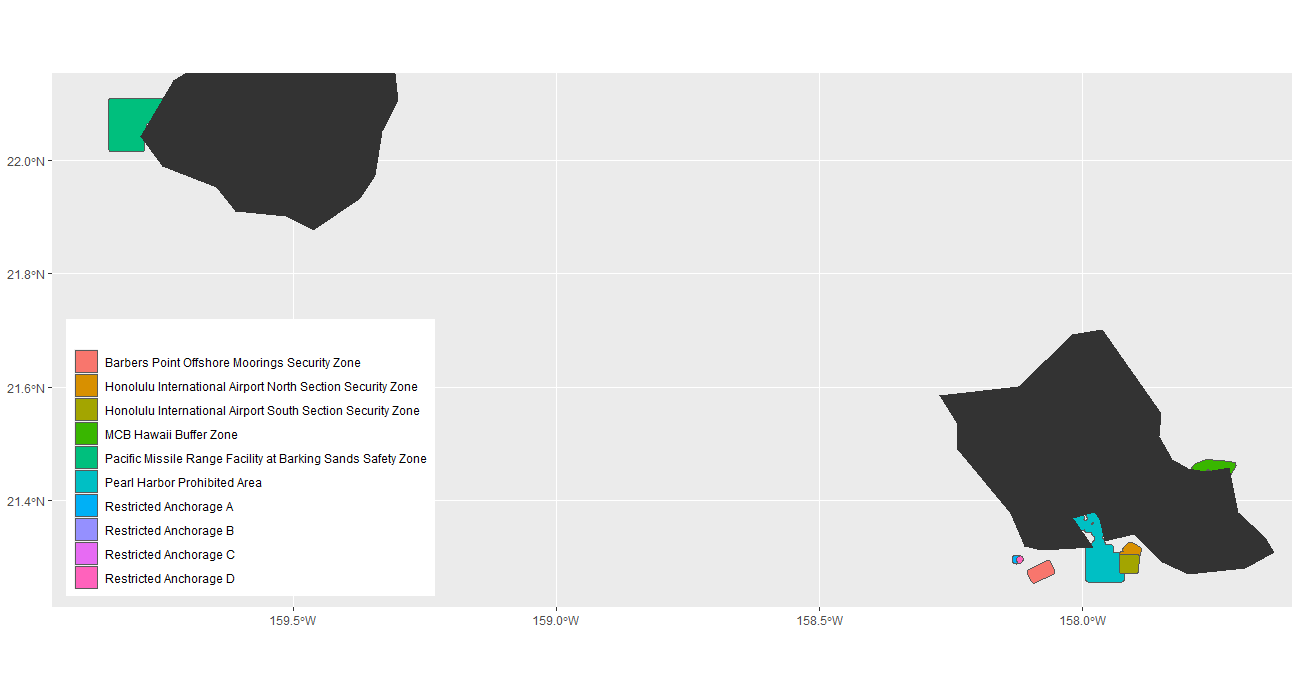 22.0°N
21.8°N
21.6°N
21.4°N
Barbers Point Offshore Moorings Security Zone
Honolulu International Airport North Section Security Zone
Honolulu International Airport South Section Security Zone
MCB Hawaii Buffer Zone
Pacific Missile Range Facility at Barking Sands Safety Zone
Pearl Harbor Prohibited Area
Restricted Anchorage A
Restricted Anchorage B
Restricted Anchorage C
Restricted Anchorage D
159.5°W
159.0°W
158.5°W
158.0°W